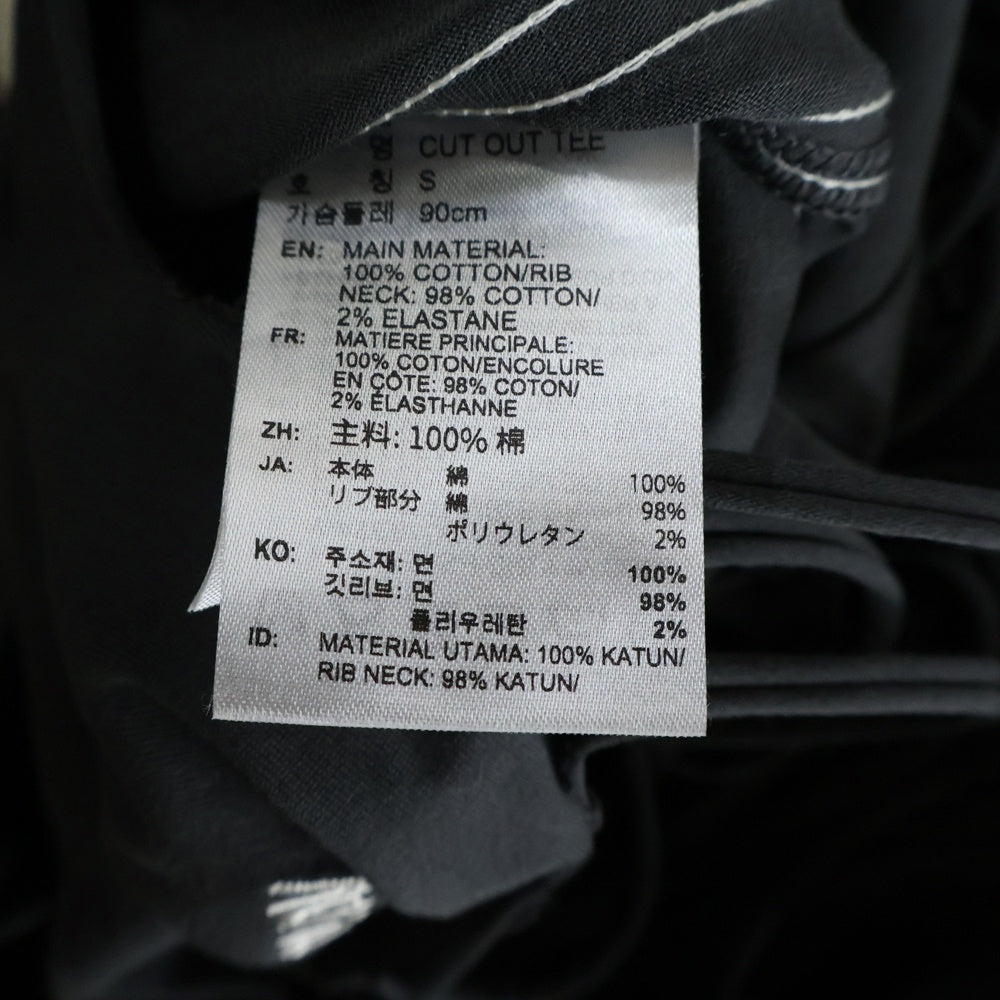 명 CUT OUT TEE
호 칭 S
가슴둘레 90cm
EN: MAIN MATERIAL:
100% COTTON/RIB
NECK: 98% COTTON/
2% ELASTANE
FR: MATIERE PRINCIPALE:
100% COTON/ENCOLURE
EN CÔTE: 98% COTON/
2% ÉLASTHANNE
ZH: 主料: 100% 棉
JA: 本体 綿 100%
リブ部分 綿 98%
ポリウレタン 2%
KO: 주소재: 면 100%
깃리브: 면 98%
폴리우레탄 2%
ID: MATERIAL UTAMA: 100% KATUN/
RIB NECK: 98% KATUN/